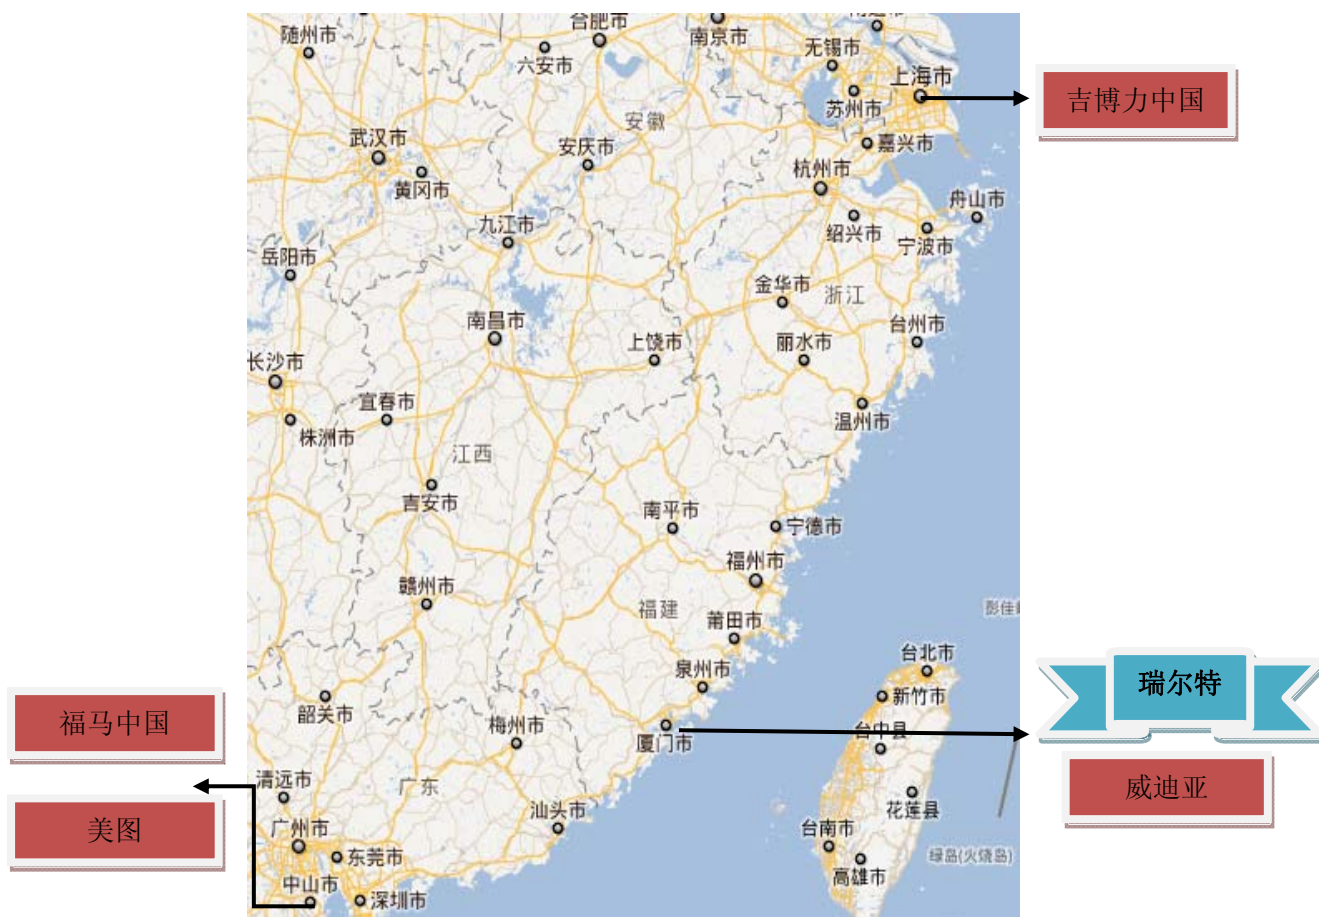 合肥市
南京市
随州市
六安市
无锡市
上海市
苏州市
吉博力中国
安徽
武汉市
安庆市
嘉兴市
杭州市
黄冈市
舟山市
九江市
绍兴市
宁波市
岳阳市
金华市
浙江
南昌市
台州市
上饶市
丽水市
长沙市
宜春市
温州市
株洲市
江西
吉安市
南平市
宁德市
福州市
赣州市
福建
彭佳
莆田市
台北市
泉州市
瑞尔特
新竹市
韶关市
福马中国
梅州市
台中县
厦门市
清远市
广东
威迪亚
汕头市
花莲县
广州市
美图
台南市
东莞市
绿岛(火烧岛)
高雄市
中山市
深圳市